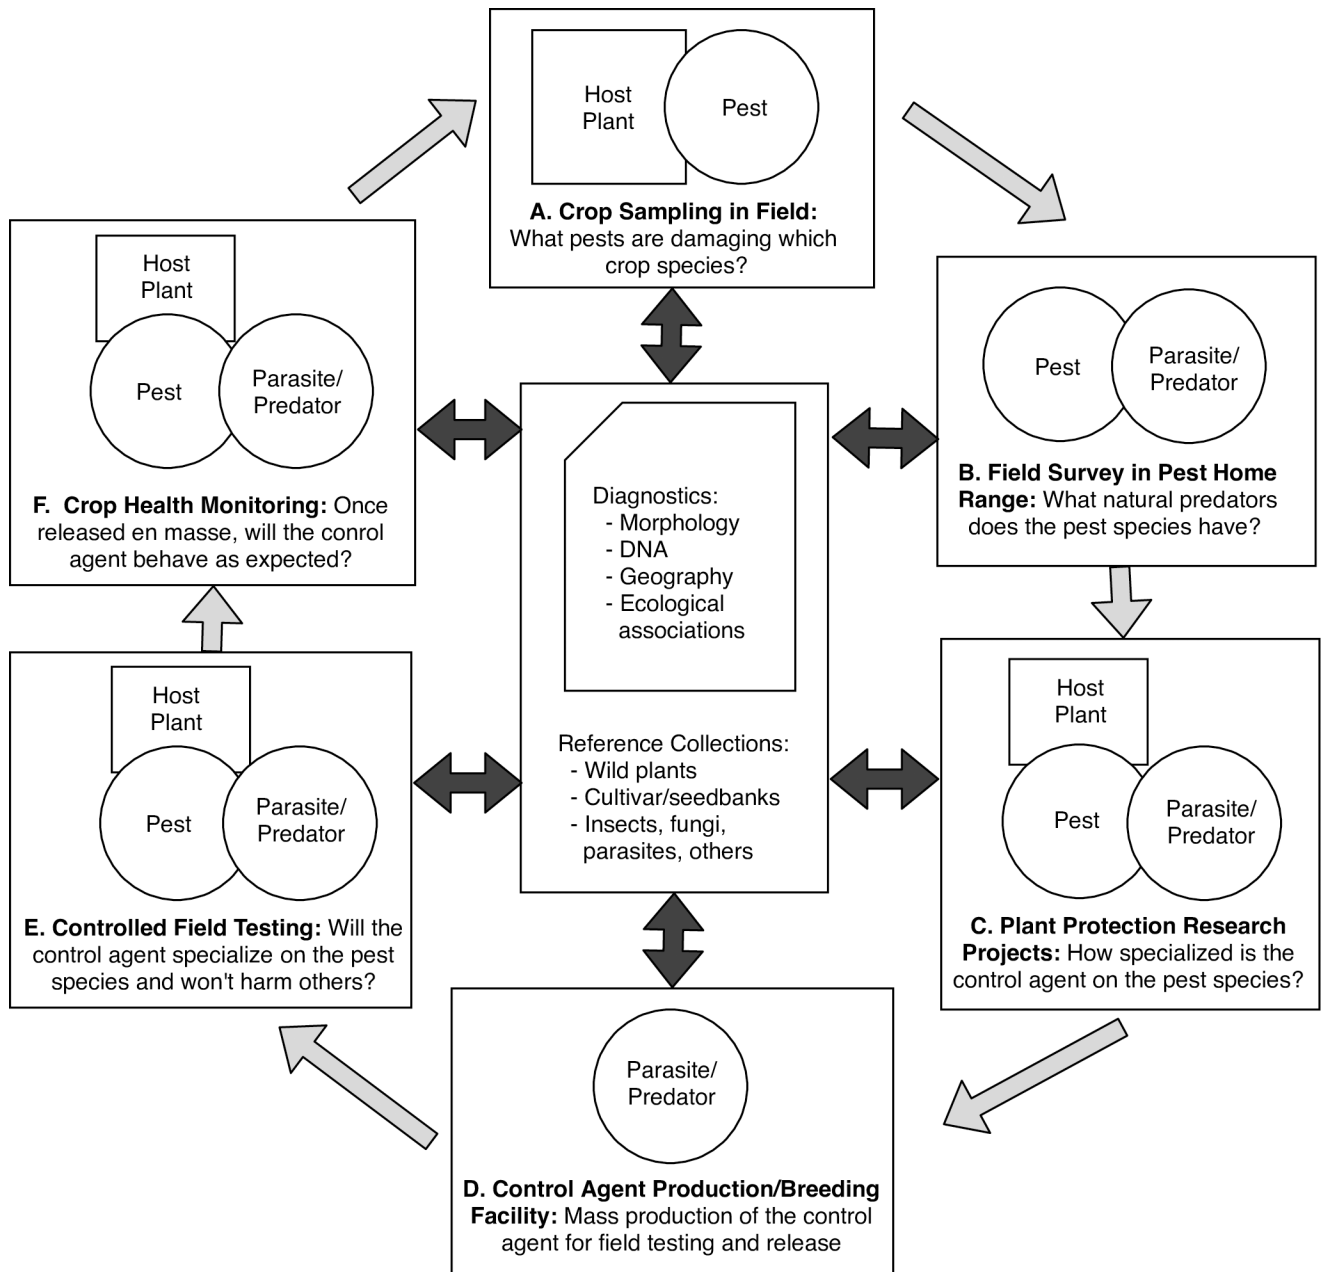 Host
Plant
Pest
A. Crop Sampling in Field:
What pests are damaging which
crop species?
Pest
Parasite/
Predator
B. Field Survey in Pest Home
Range: What natural predators
does the pest species have?
Host
Plant
Pest
Parasite/
Predator
C. Plant Protection Research
Projects: How specialized is the
control agent on the pest species?
Parasite/
Predator
D. Control Agent Production/Breeding
Facility: Mass production of the control
agent for field testing and release
Host
Plant
Pest
Parasite/
Predator
E. Controlled Field Testing: Will the
control agent specialize on the pest
species and won't harm others?
Host
Plant
Pest
Parasite/
Predator
F. Crop Health Monitoring: Once
released en masse, will the conrol
agent behave as expected?
Diagnostics:
- Morphology
- DNA
- Geography
- Ecological
associations
Reference Collections:
- Wild plants
- Cultivar/seedbanks
- Insects, fungi,
parasites, others